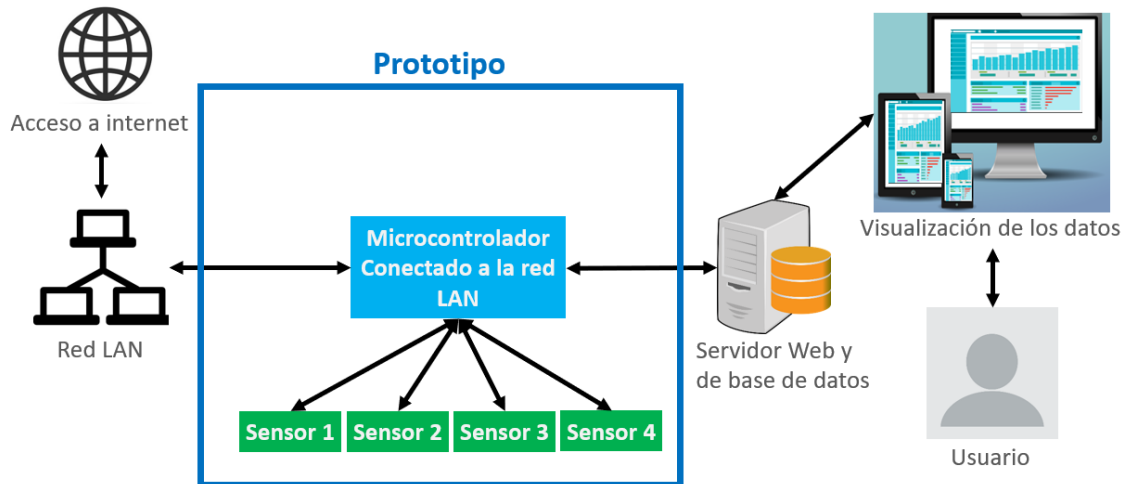 Prototipo
Acceso a internet
Red LAN
Microcontrolador
Conectado a la red
LAN
Sensor 1
Sensor 2
Sensor 3
Sensor 4
Servidor Web y
de base de datos
Visualización de los datos
Usuario